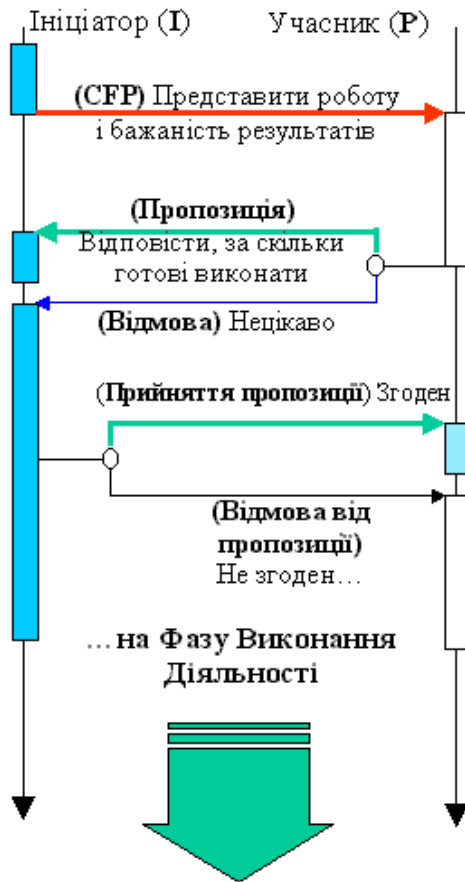 Ініціатор (I)
Учасник (P)
(CFP) Представити роботу
і бажаність результатів
(Пропозиція)
Відповісти, за скільки
готові виконати
(Відмова) Нецікаво
(Прийняття пропозиції) Згоден
(Відмова від
пропозиції)
Не згоден…
…на Фазу Виконання
Діяльності